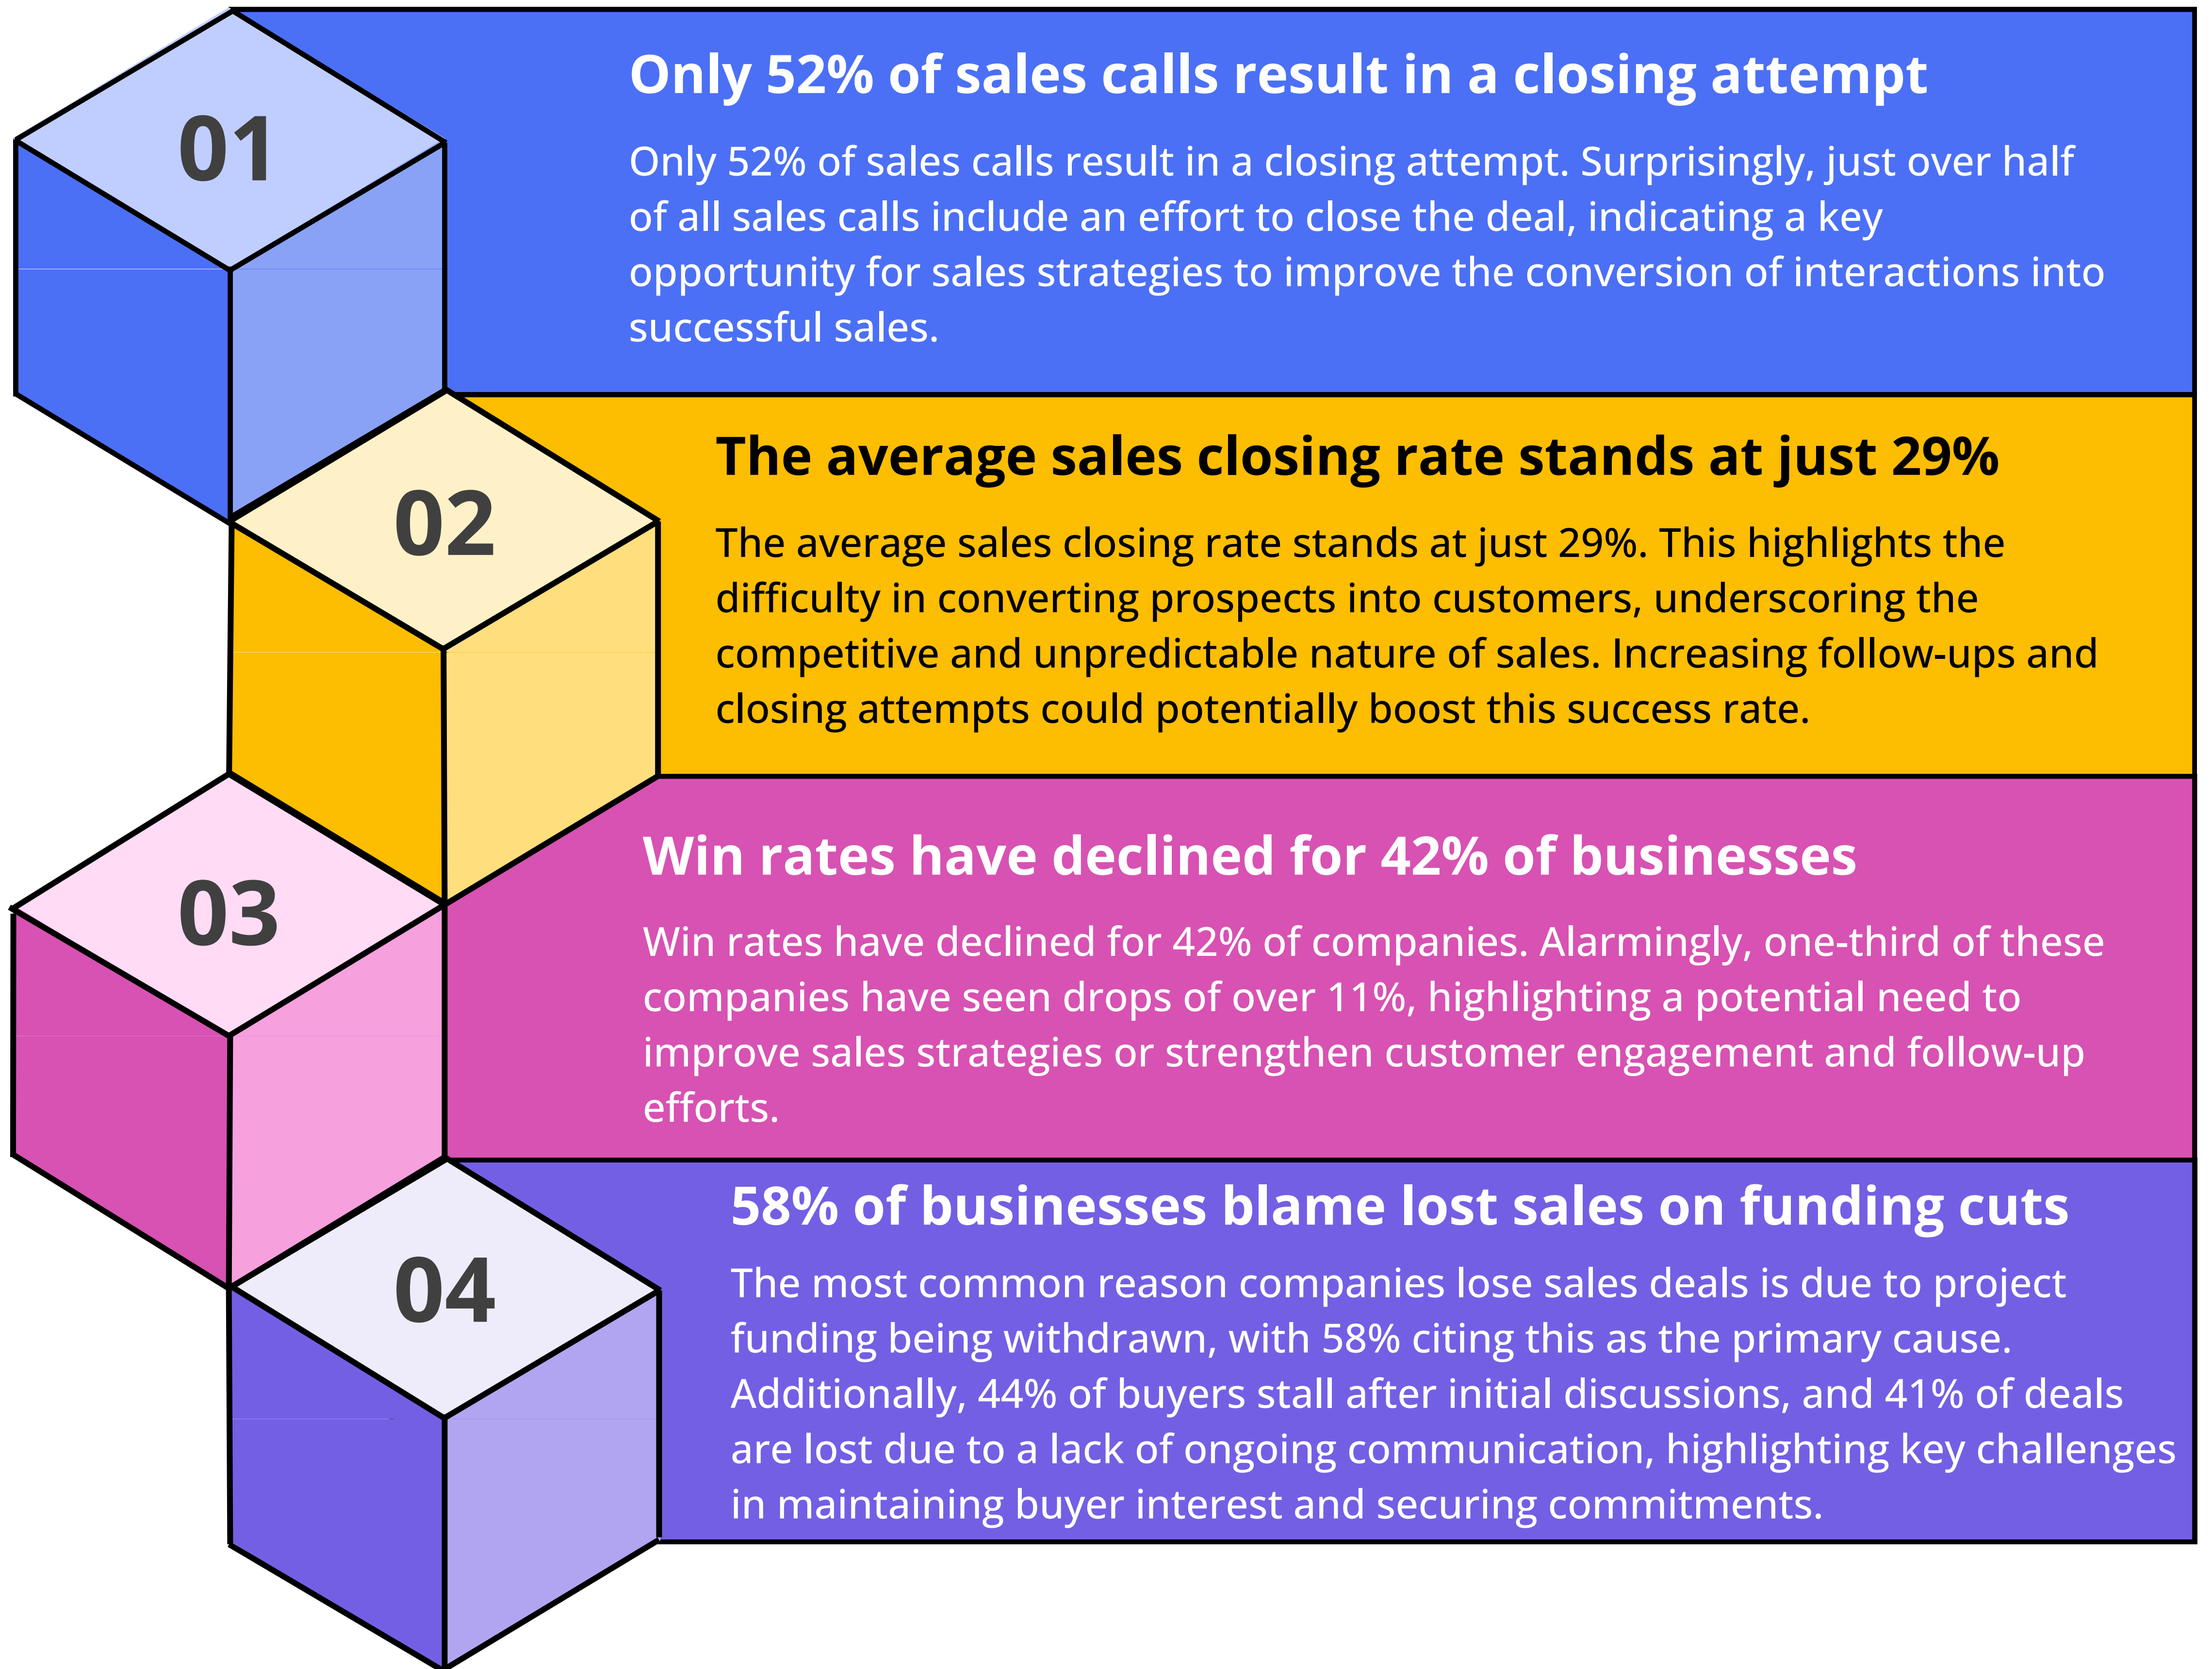 01
Only 52% of sales calls result in a closing attempt
Only 52% of sales calls result in a closing attempt. Surprisingly, just over half
of all sales calls include an effort to close the deal, indicating a key
opportunity for sales strategies to improve the conversion of interactions into
successful sales.
02
The average sales closing rate stands at just 29%
The average sales closing rate stands at just 29%. This highlights the
difficulty in converting prospects into customers, underscoring the
competitive and unpredictable nature of sales. Increasing follow-ups and
closing attempts could potentially boost this success rate.
03
Win rates have declined for 42% of businesses
Win rates have declined for 42% of companies. Alarmingly, one-third of these
companies have seen drops of over 11%, highlighting a potential need to
improve sales strategies or strengthen customer engagement and follow-up
efforts.
04
58% of businesses blame lost sales on funding cuts
The most common reason companies lose sales deals is due to project
funding being withdrawn, with 58% citing this as the primary cause.
Additionally, 44% of buyers stall after initial discussions, and 41% of deals
are lost due to a lack of ongoing communication, highlighting key challenges
in maintaining buyer interest and securing commitments.